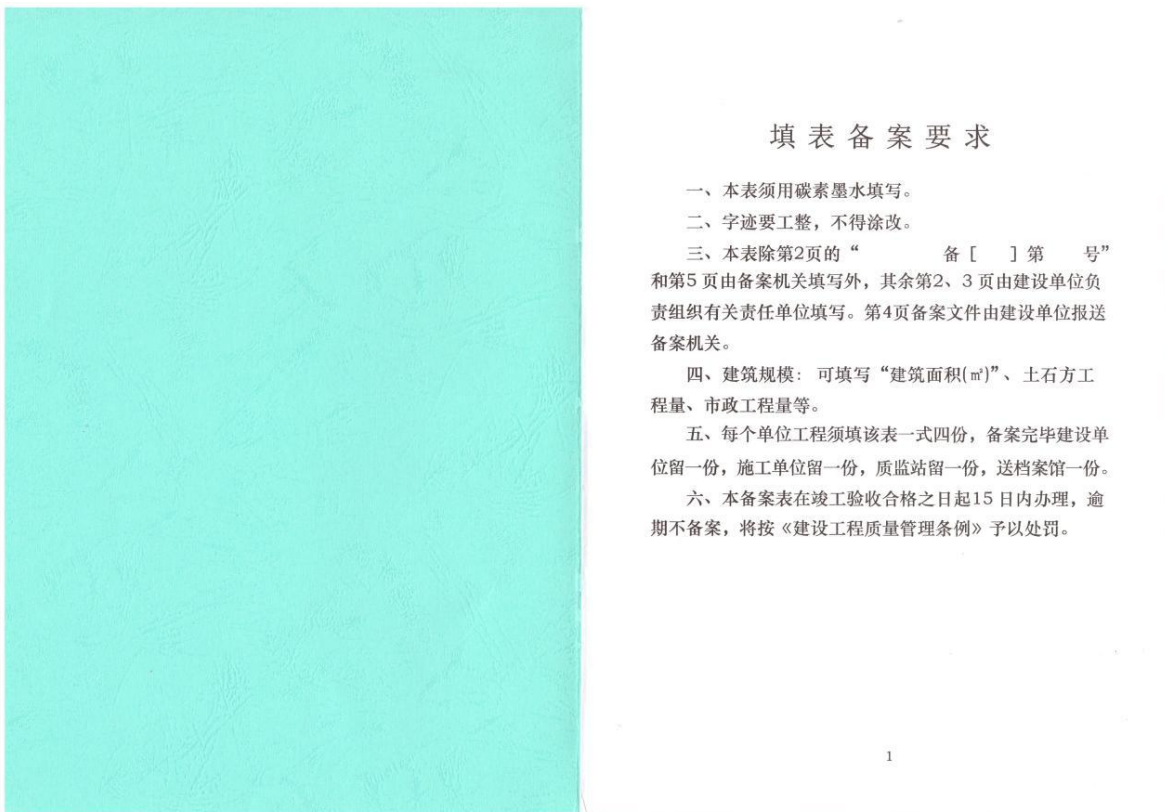 填表备案要求
一、本表须用碳素墨水填写。
二、字迹要工整，不得涂改。
三、本表除第2页的“　　　　备［　］第　　号”
和第5页由备案机关填写外，其余第2、3页由建设单位负
责组织有关责任单位填写。第4页备案文件由建设单位报送
备案机关。
四、建筑规模：可填写“建筑面积(㎡)”、土石方工
程量、市政工程量等。
五、每个单位工程须填该表一式四份，备案完毕建设单
位留一份，施工单位留一份，质监站留一份，送档案馆一份。
六、本备案表在竣工验收合格之日起15日内办理，逾
期不备案，将按《建设工程质量管理条例》予以处罚。
1